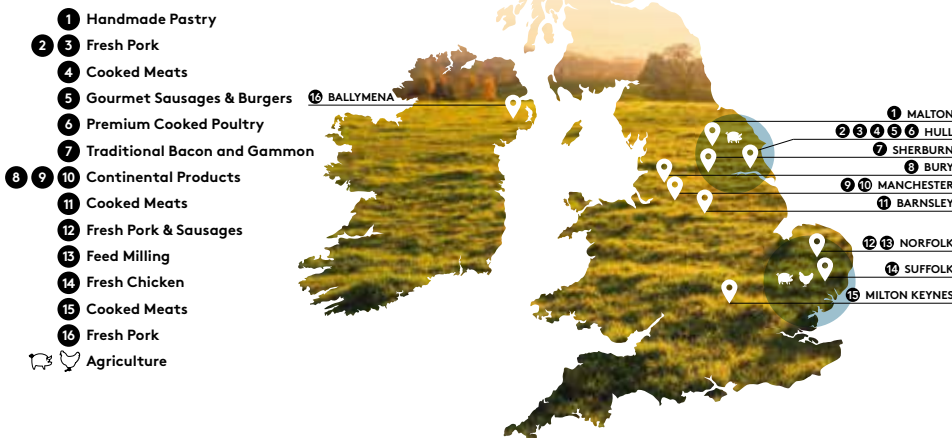 1 Handmade Pastry
2 3 Fresh Pork
4 Cooked Meats
5 Gourmet Sausages & Burgers
6 Premium Cooked Poultry
7 Traditional Bacon and Gammon
8 9 10 Continental Products
11 Cooked Meats
12 Fresh Pork & Sausages
13 Feed Milling
14 Fresh Chicken
15 Cooked Meats
16 Fresh Pork
Agriculture
16 BALLYMENA
1 MALTON
2 3 4 5 6 HULL
7 SHERBURN
8 BURY
9 10 MANCHESTER
11 BARNSLEY
12 13 NORFOLK
14 SUFFOLK
15 MILTON KEYNES